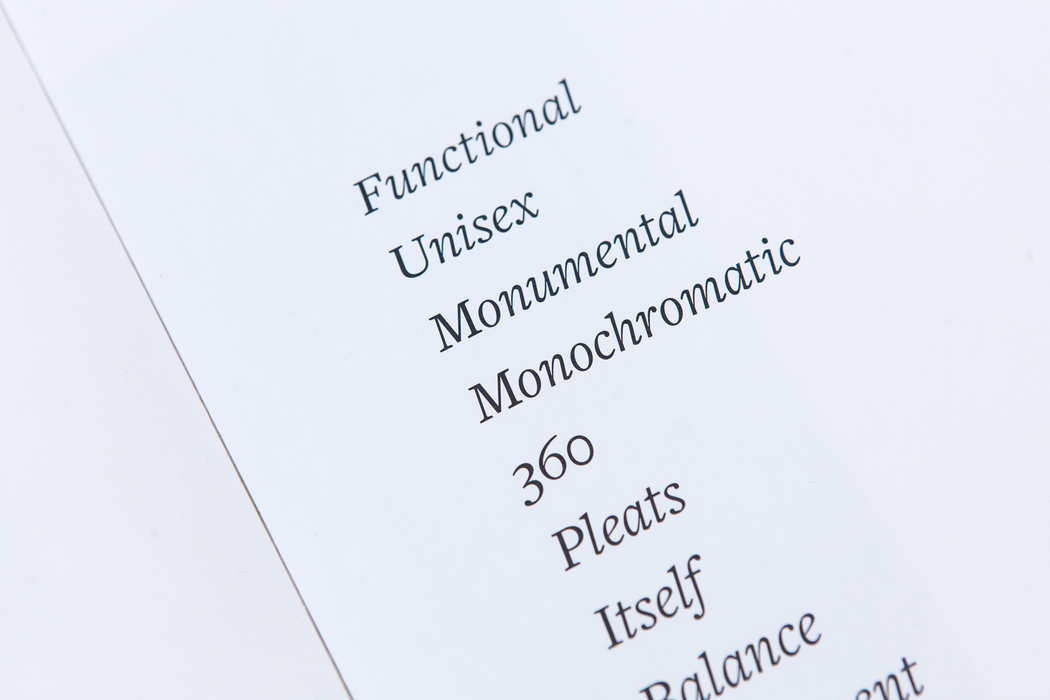 Functional
Unisex
Monumental
Monochromatic
360
Pleats
Itself
Balance